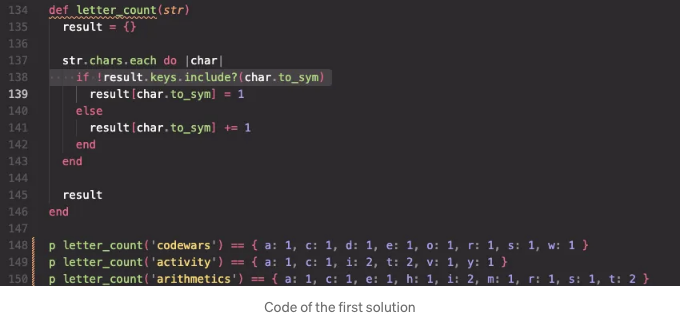 134 def letter_count(str)
135 result = {}
136
137 str.chars.each do |char|
138 if !result.keys.include?(char.to_sym)
139 result[char.to_sym] = 1
140 else
141 result[char.to_sym] += 1
142 end
143 end
144
145 result
146 end
147
148 p letter_count('codewars') == { a: 1, c: 1, d: 1, e: 1, o: 1, r: 1, s: 1, w: 1 }
149 p letter_count('activity') == { a: 1, c: 1, i: 2, t: 2, v: 1, y: 1 }
150 p letter_count('arithmetics') == { a: 1, c: 1, e: 1, h: 1, i: 2, m: 1, r: 1, s: 1, t: 2 }
Code of the first solution